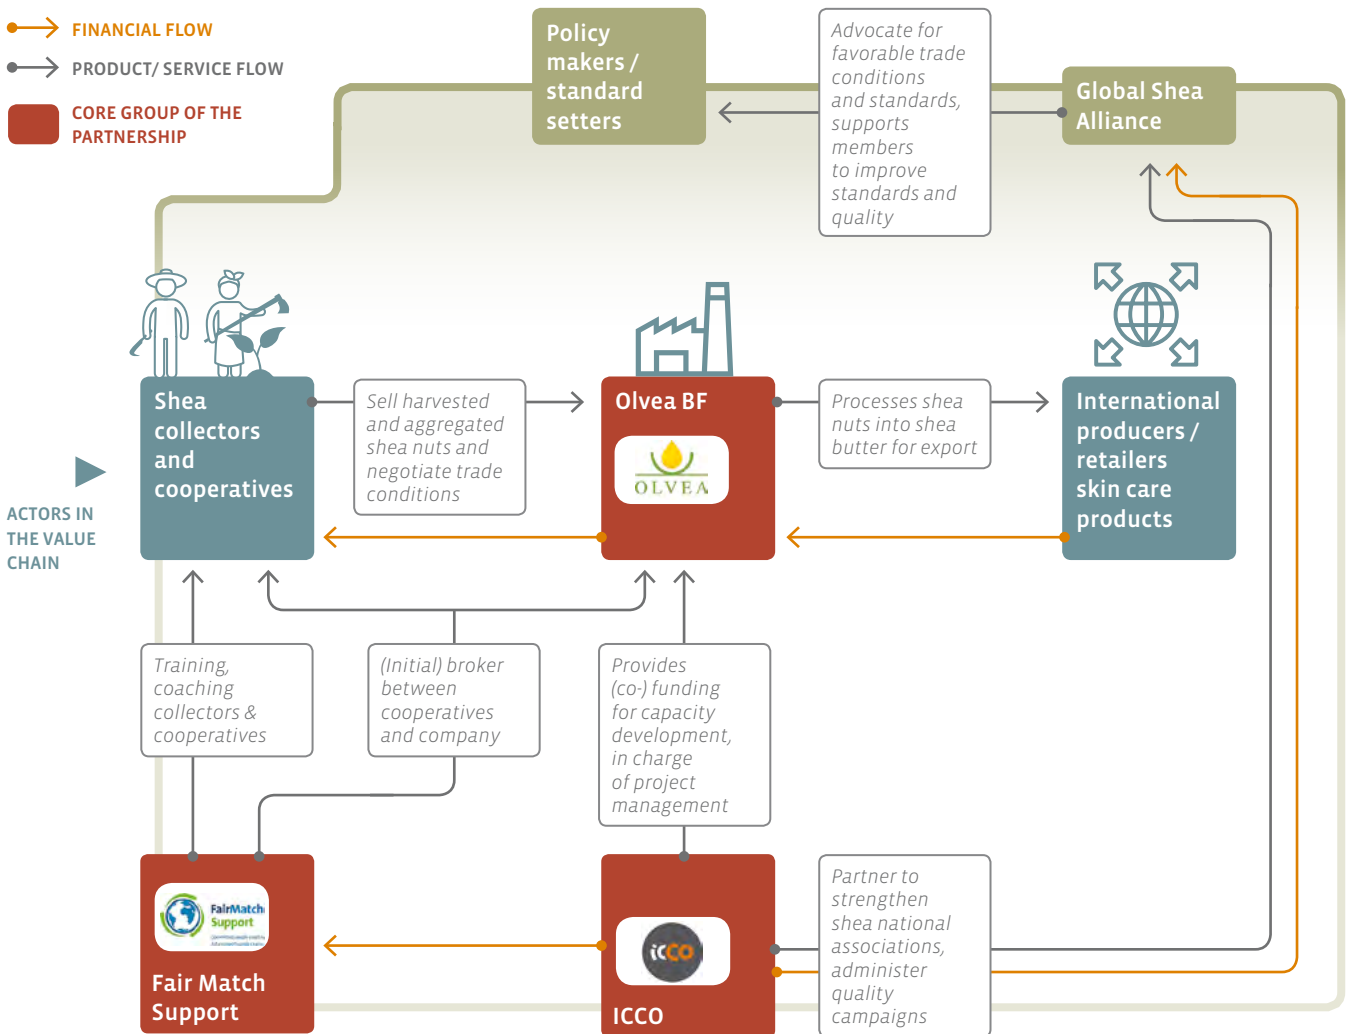 FINANCIAL FLOW
PRODUCT/ SERVICE FLOW
CORE GROUP OF THE
PARTNERSHIP
Policy
makers /
standard
setters
Advocate for
favorable trade
conditions
and standards,
supports
members
to improve
standards and
quality
Global Shea
Alliance
Shea
collectors
and
cooperatives
Sell harvested
and aggregated
shea nuts and
negotiate trade
conditions
Olvea BF
OLVEA
Processes shea
nuts into shea
butter for export
International
producers /
retailers
skin care
products
ACTORS IN
THE VALUE
CHAIN
Training,
coaching
collectors &
cooperatives
(Initial) broker
between
cooperatives
and company
Provides
(co-) funding
for capacity
development,
in charge
of project
management
FairMatch
Support
Fair Match
Support
icco
ICCO
Partner to
strengthen
shea national
associations,
administer
quality
campaigns